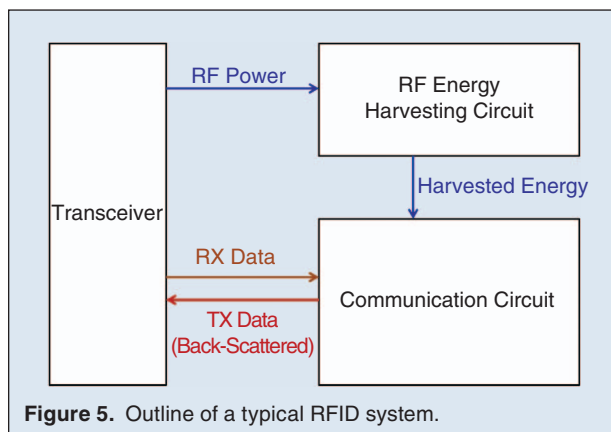 RF Power
RF Energy
Harvesting Circuit
Harvested Energy
Transceiver
RX Data
Communication Circuit
TX Data
(Back-Scattered)
Figure 5. Outline of a typical RFID system.